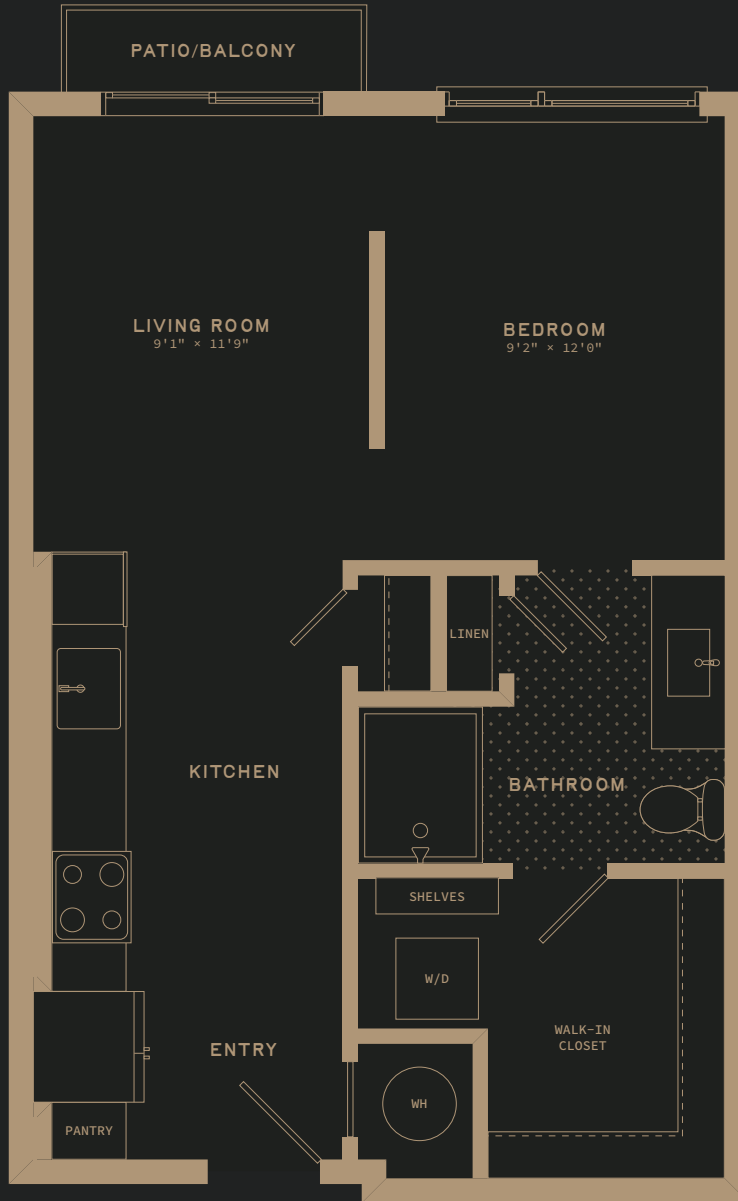 PATIO/BALCONY
LIVING ROOM
9'1" × 11'9"
BEDROOM
9'2" × 12'0"
LINEN
KITCHEN
BATHROOM
SHELVES
W/D
WALK-IN
CLOSET
ENTRY
WH
PANTRY